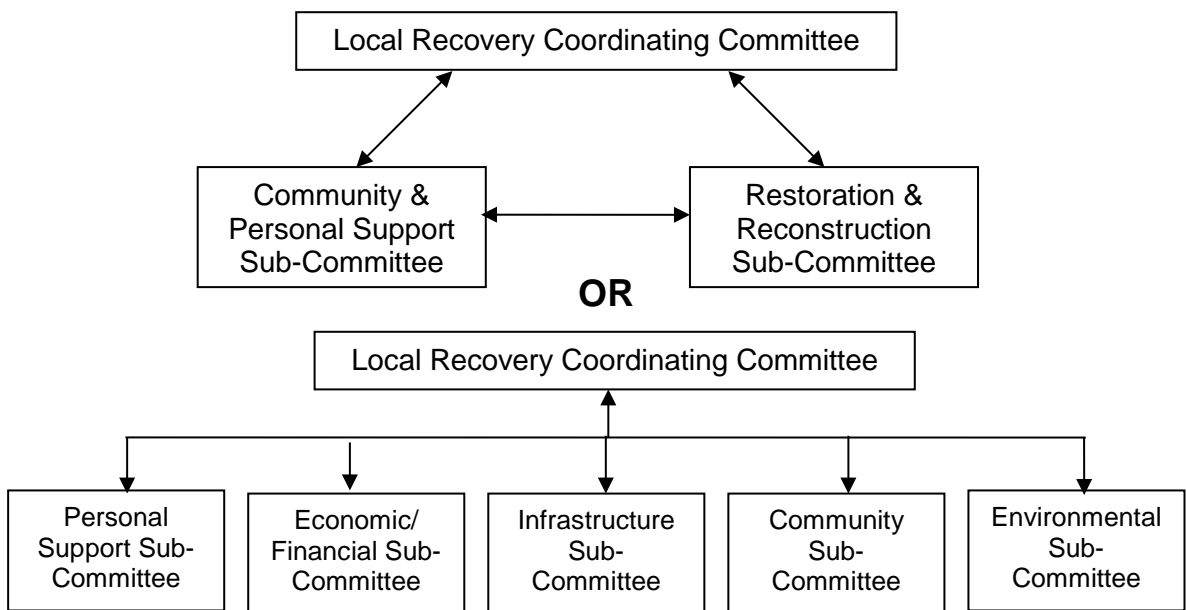 Local Recovery Coordinating Committee
Community &
Personal Support
Sub-Committee
Restoration &
Reconstruction
Sub-Committee
OR
Local Recovery Coordinating Committee
Personal
Support Sub-
Committee
Economic/
Financial Sub-
Committee
Infrastructure
Sub-
Committee
Community
Sub-
Committee
Environmental
Sub-
Committee